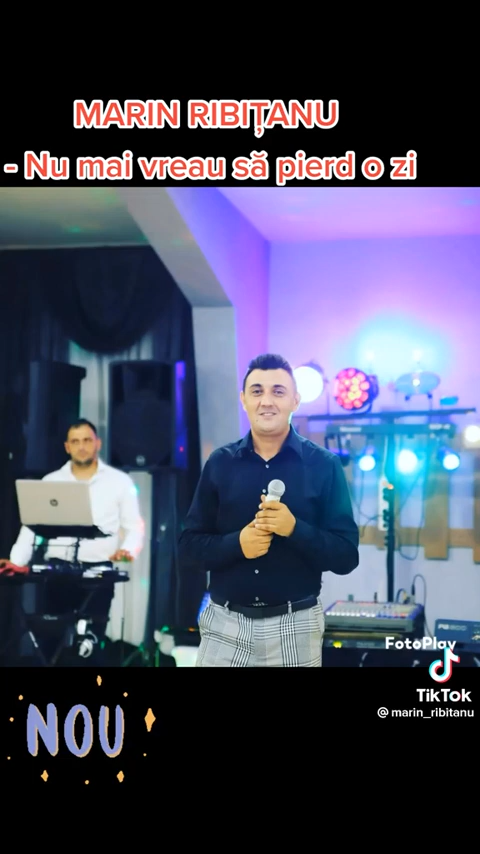 MARIN RIBIȚANU
- Nu mai vreau să pierd o zi
FotoPlay
TikTok
@ marin_ribitanu
NOU